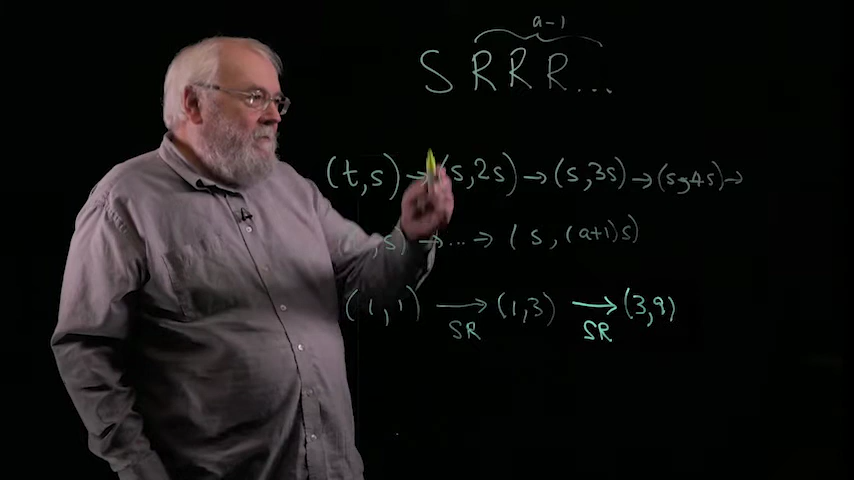 a-1
SRRR...
(t,s) → (s,2s) → (s,3s) → (s,4s) →
s) → ... → (s, (a+1)s)
(1,1) → (1,3) → (3,9)
SR SR